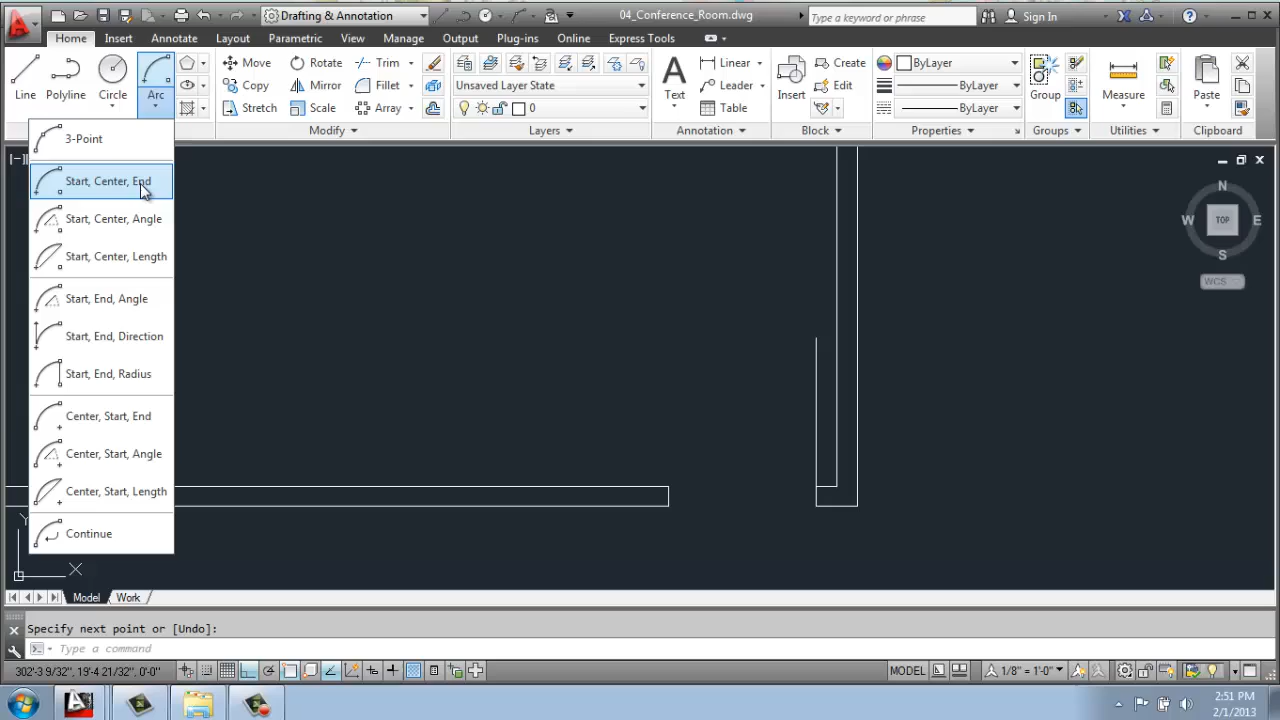 Drafting & Annotation
04_Conference_Room.dwg
Type a keyword or phrase
Sign In
Home Insert Annotate Layout Parametric View Manage Output Plug-ins Online Express Tools
Line
Polyline
Circle
Arc
Move
Rotate
Trim
Copy
Mirror
Fillet
Stretch
Scale
Array
Modify
Unsaved Layer State
0
Layers
Text
Linear
Leader
Table
Annotation
Insert
Create
Edit
Block
ByLayer
ByLayer
ByLayer
Properties
Group
Groups
Measure
Utilities
Paste
Clipboard
3-Point
Start, Center, End
Start, Center, Angle
Start, Center, Length
Start, End, Angle
Start, End, Direction
Start, End, Radius
Center, Start, End
Center, Start, Angle
Center, Start, Length
Continue
[−]
N
W
TOP
E
S
WCS
Y
X
Model Work
Specify next point or [Undo]:
Type a command
302'-3 9/32", 19'-4 21/32", 0'-0"
MODEL
1/8" = 1'-0"
2:51 PM
2/1/2013